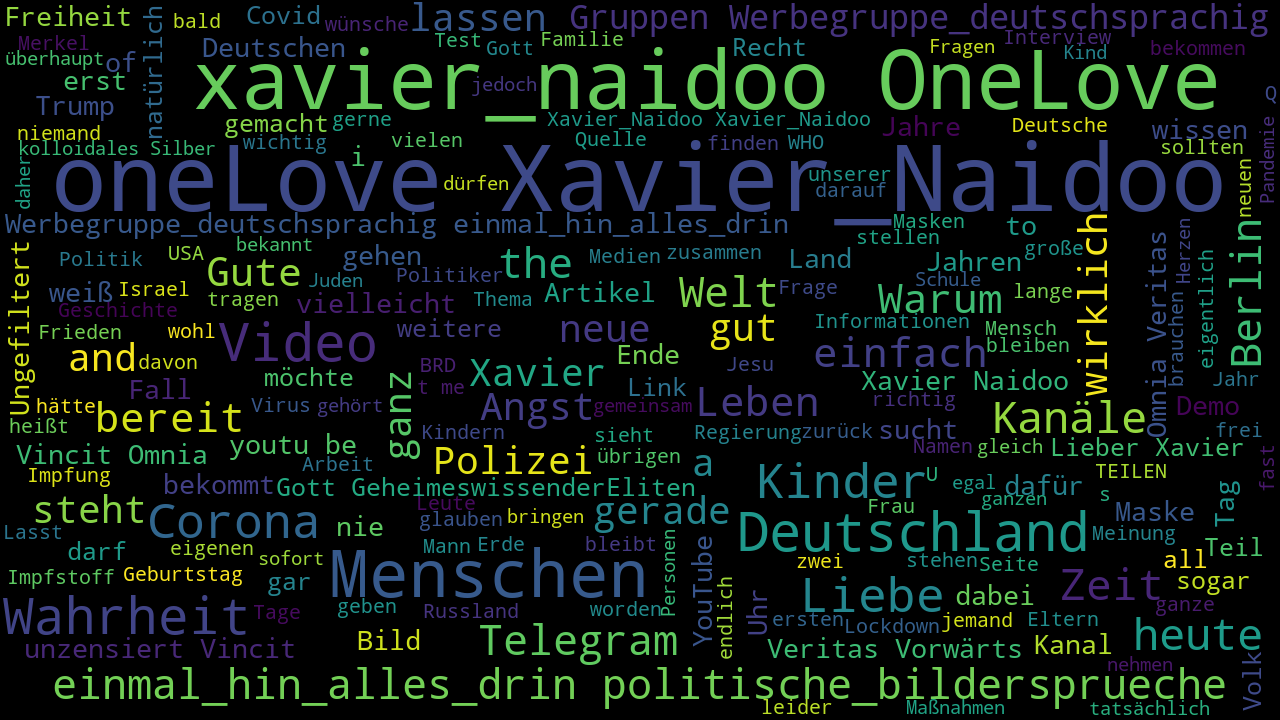 Freiheit bald Covid wünsche lassen Gruppen Werbegruppe_deutschsprachig
Merkel natürlich Deutschen Test Gott Familie Recht Fragen Interview Kind bekommen
überhaupt of
erst xavier_naidoo OneLove
Trump jedoch Q
niemand gemacht gerne Xavier_Naidoo Xavier_Naidoo Jahre Deutsche wissen
kolloidales Silber wichtig i vielen Quelle finden WHO sollten Pandemie
daher oneLove Xavier_Naidoo
dürfen unserer darauf neuen
Werbegruppe_deutschsprachig einmal_hin_alles_drin Masken to
stellen wirklich Herzen
Ungefiltert Politik USA bekannt gehen the Medien zusammen Land Jahren große Omnia Veritas eigentlich Berlin
weiß Israel Gute Juden Politiker Artikel Welt Frage Schule
Geschichte tragen vielleicht Thema Warum lange brauchen
Frieden wohl Video weitere neue gut Informationen Mensch
and davon Ende einfach bleiben
möchte BRD Xavier Jesu
Fall ganz t me Link Xavier Naidoo Jahr
hätte bereit Virus gehört Angst gemeinsam Leben richtig Kanäle Demo
heißt Kindern sieht Regierung zurück sucht frei
Vincit Omnia youtu be übrigen Namen gleich Lieber Xavier
Impfung Arbeit Polizei a Kinder U TEILEN fast
bekommt Gott GeheimeswissenderEliten egal dafür s
steht Corona Leute gerade Frau ganzen Maske Tag
Lasst nie glauben bringen Deutschland Meinung
darf eigenen Mann Erde bleibt Personen YouTube stehen Seite all Teil
Impfstoff Geburtstag sofort gar Menschen zwei sogar
endlich Uhr Liebe dabei Zeit
Wahrheit Tage geben Russland worden ersten jemand Eltern ganze
Lockdown heute
unzensiert Vincit Bild Telegram Veritas Vorwärts Kanal
nehmen Volk
einmal_hin_alles_drin politische_bildersprueche
leider Maßnahmen tatsächlich